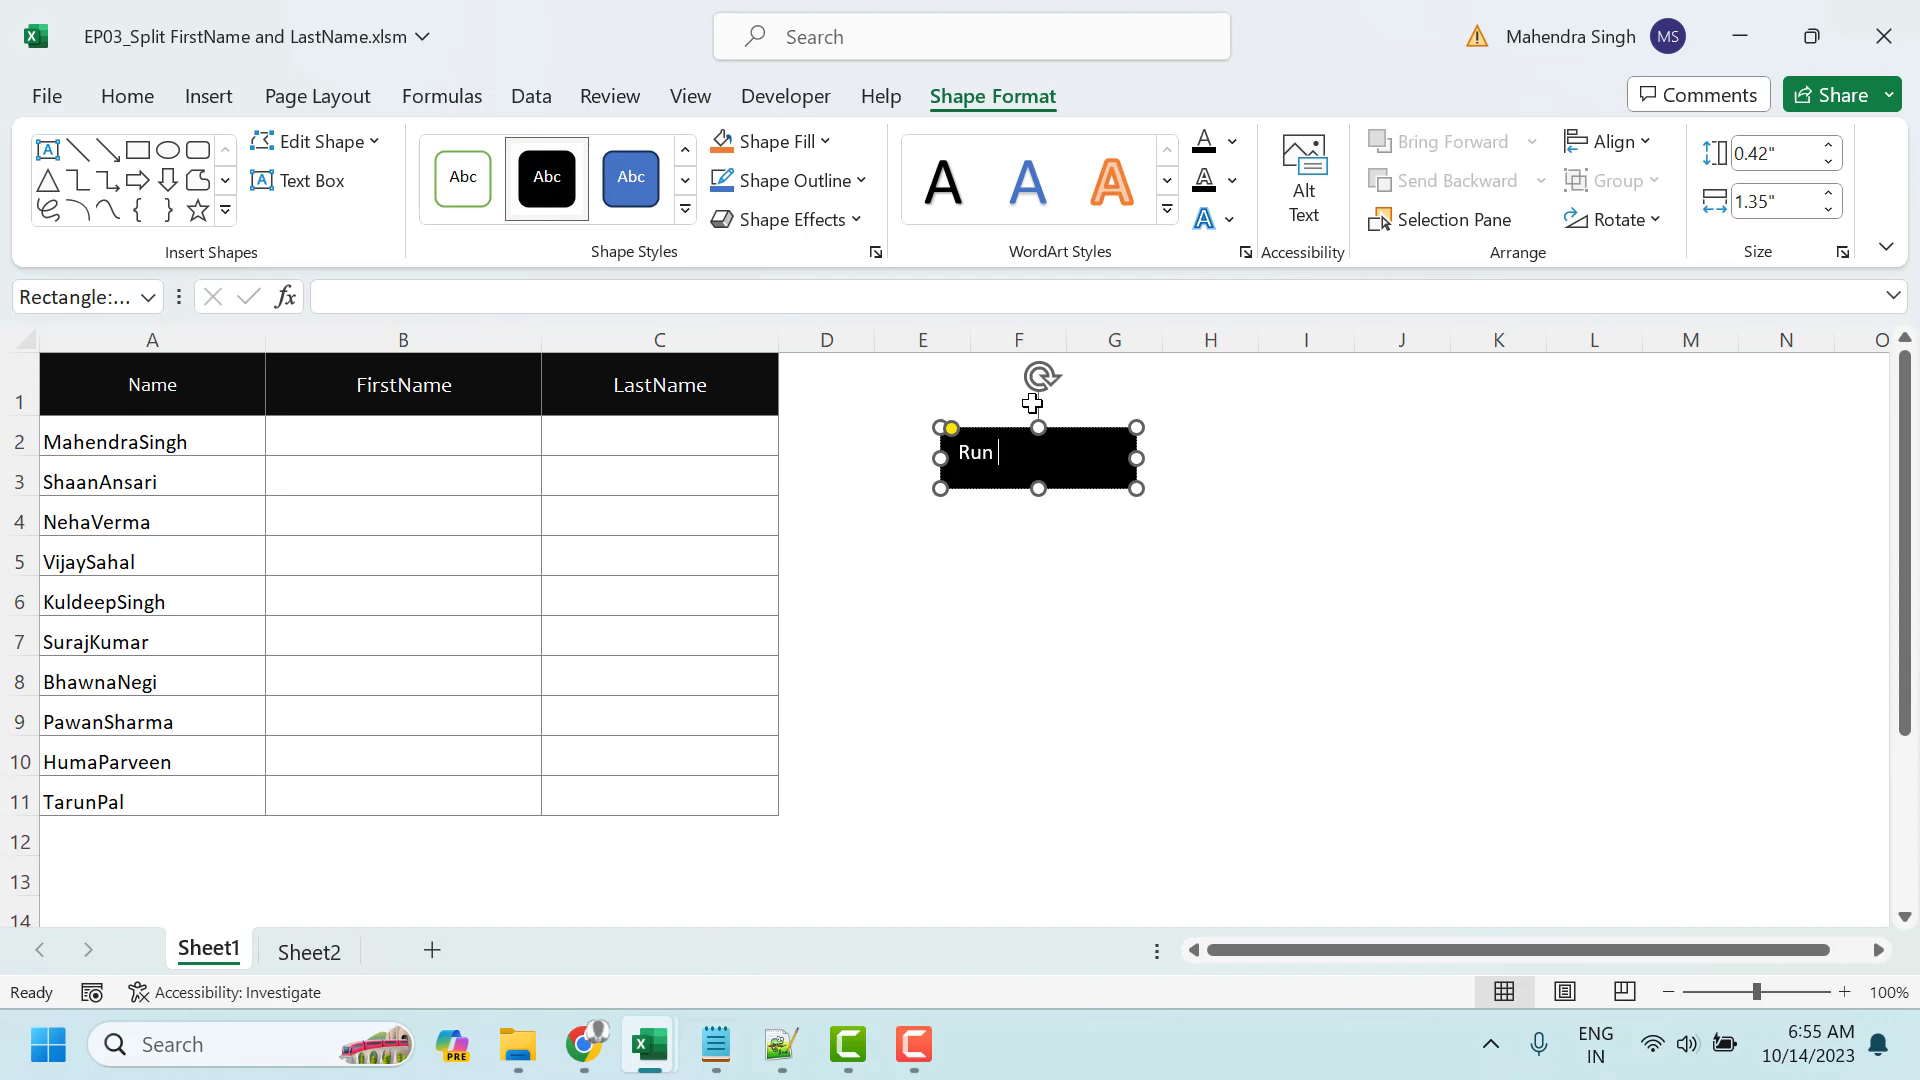 EP03_Split FirstName and LastName.xlsm
Search
Mahendra Singh
MS
File Home Insert Page Layout Formulas Data Review View Developer Help Shape Format
Comments
Share
Edit Shape
Text Box
Insert Shapes
Abc Abc Abc
Shape Fill
Shape Outline
Shape Effects
Shape Styles
WordArt Styles
Alt
Text
Accessibility
Bring Forward
Send Backward
Selection Pane
Align
Group
Rotate
Arrange
0.42"
1.35"
Size
Rectangle:...
fx
A B C D E F G H I J K L M N O
1 Name FirstName LastName
2 MahendraSingh
3 ShaanAnsari
4 NehaVerma
5 VijaySahal
6 KuldeepSingh
7 SurajKumar
8 BhawnaNegi
9 PawanSharma
10 HumaParveen
11 TarunPal
12
13
14
Run
Sheet1 Sheet2
Ready
Accessibility: Investigate
100%
Search
PRE
ENG
IN
6:55 AM
10/14/2023